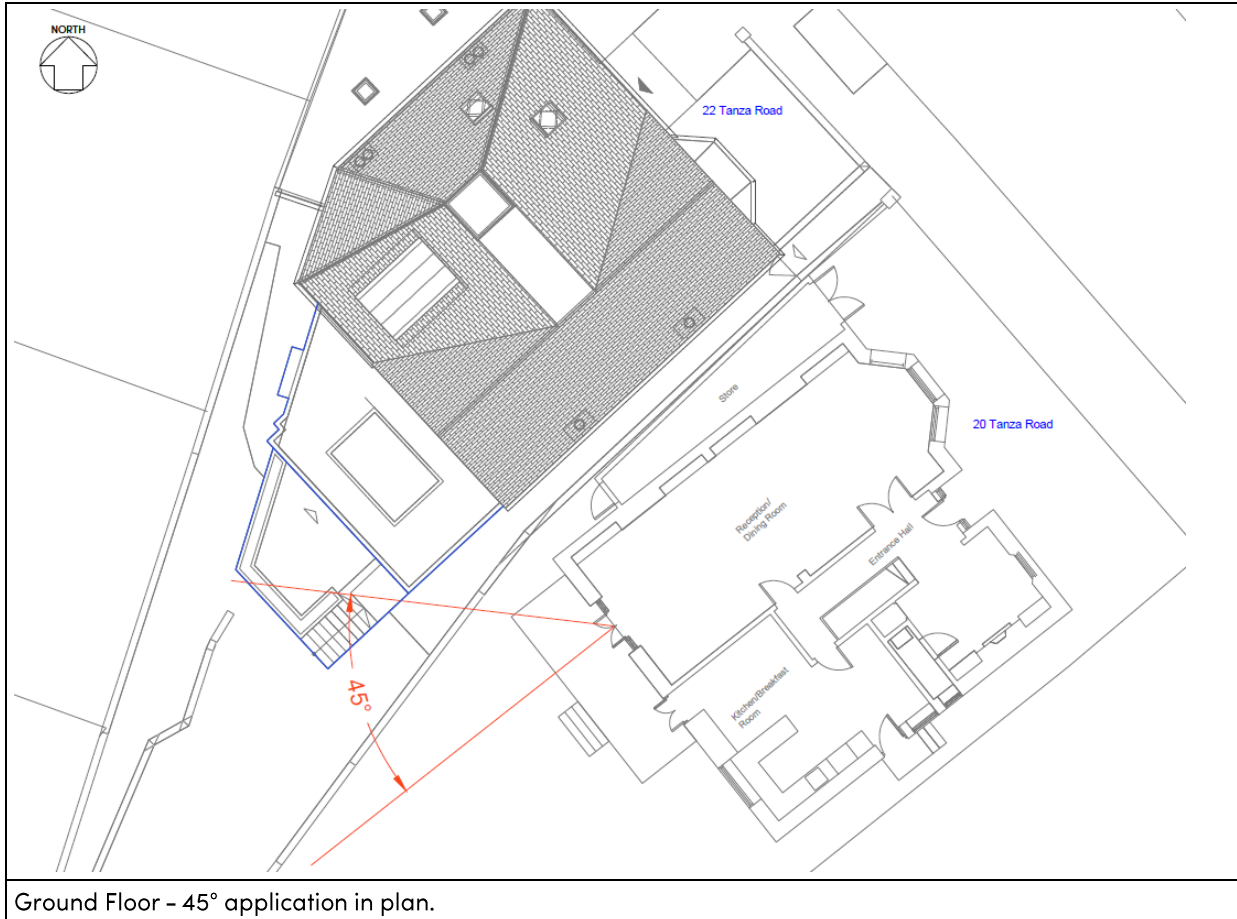 NORTH
22 Tanza Road
20 Tanza Road
Store
Reception/
Dining Room
Entrance Hall
Kitchen/Breakfast
Room
45°
Ground Floor - 45° application in plan.